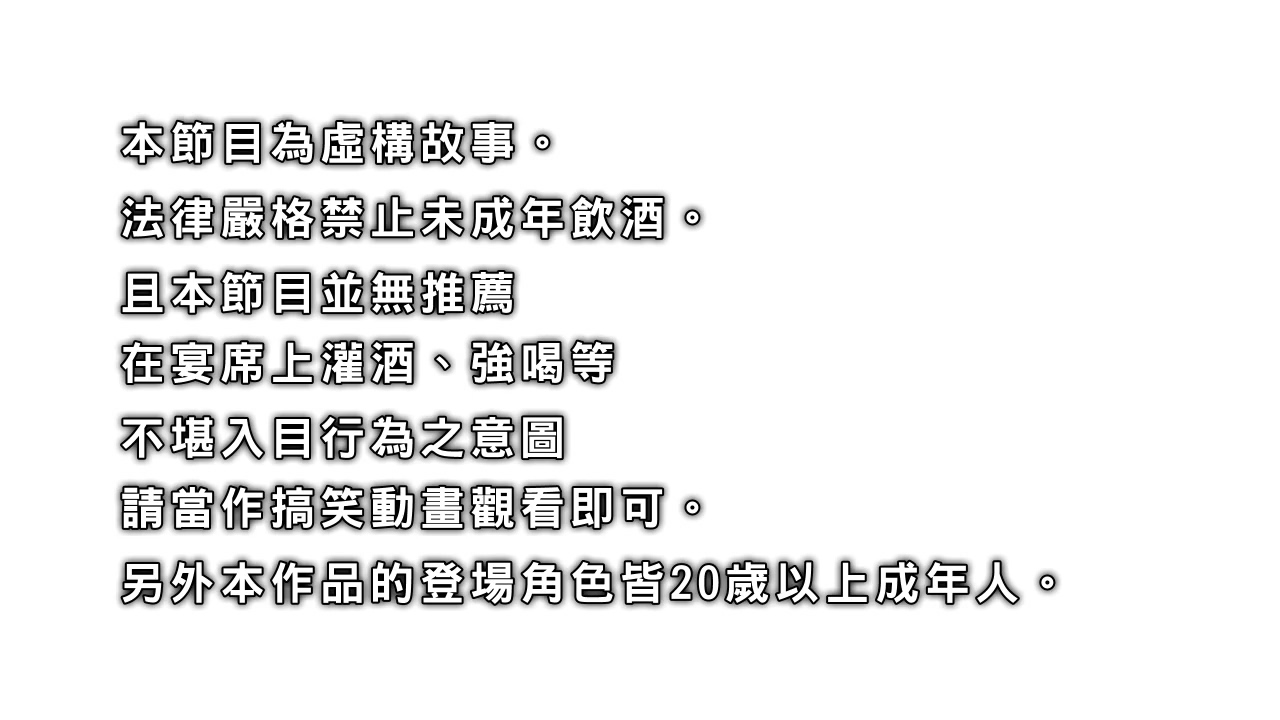 本節目為虛構故事。
法律嚴格禁止未成年飲酒。
且本節目並無推薦
在宴席上灌酒、強喝等
不堪入目行為之意圖
請當作搞笑動畫觀看即可。
另外本作品的登場角色皆20歲以上成年人。